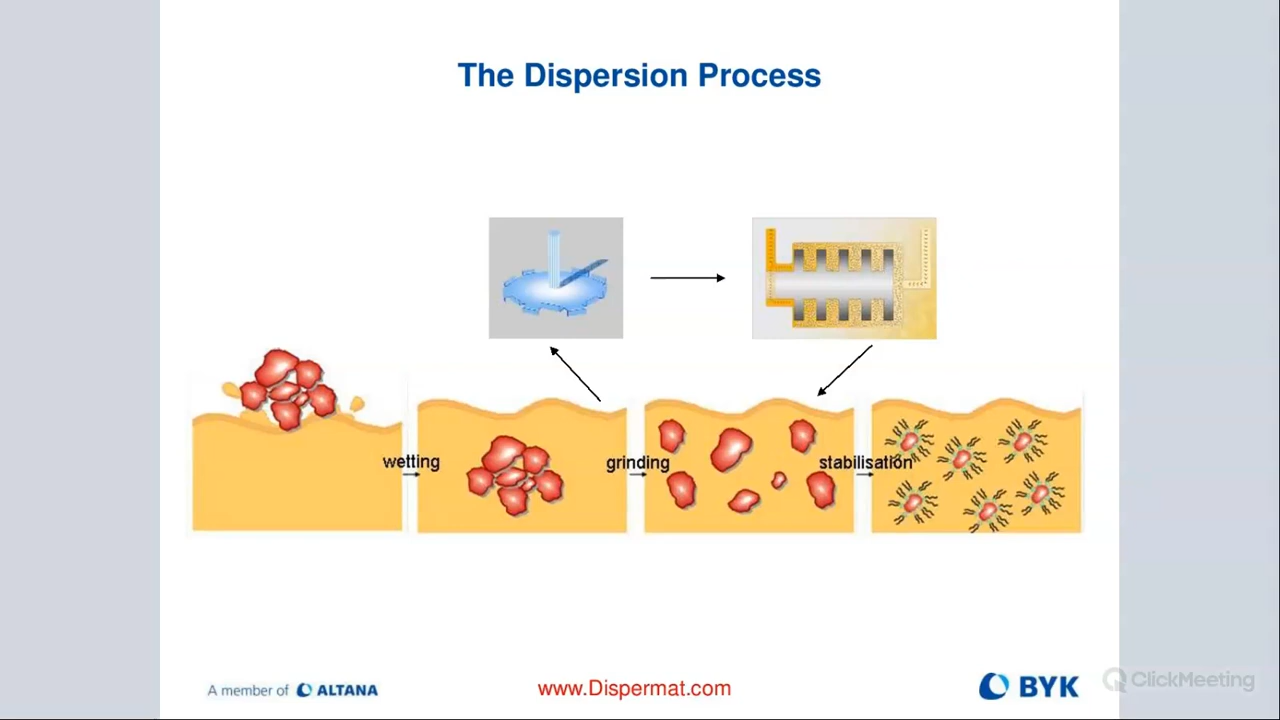 The Dispersion Process
wetting
grinding
stabilisation
A member of ALTANA
www.Dispermat.com
BYK
ClickMeeting